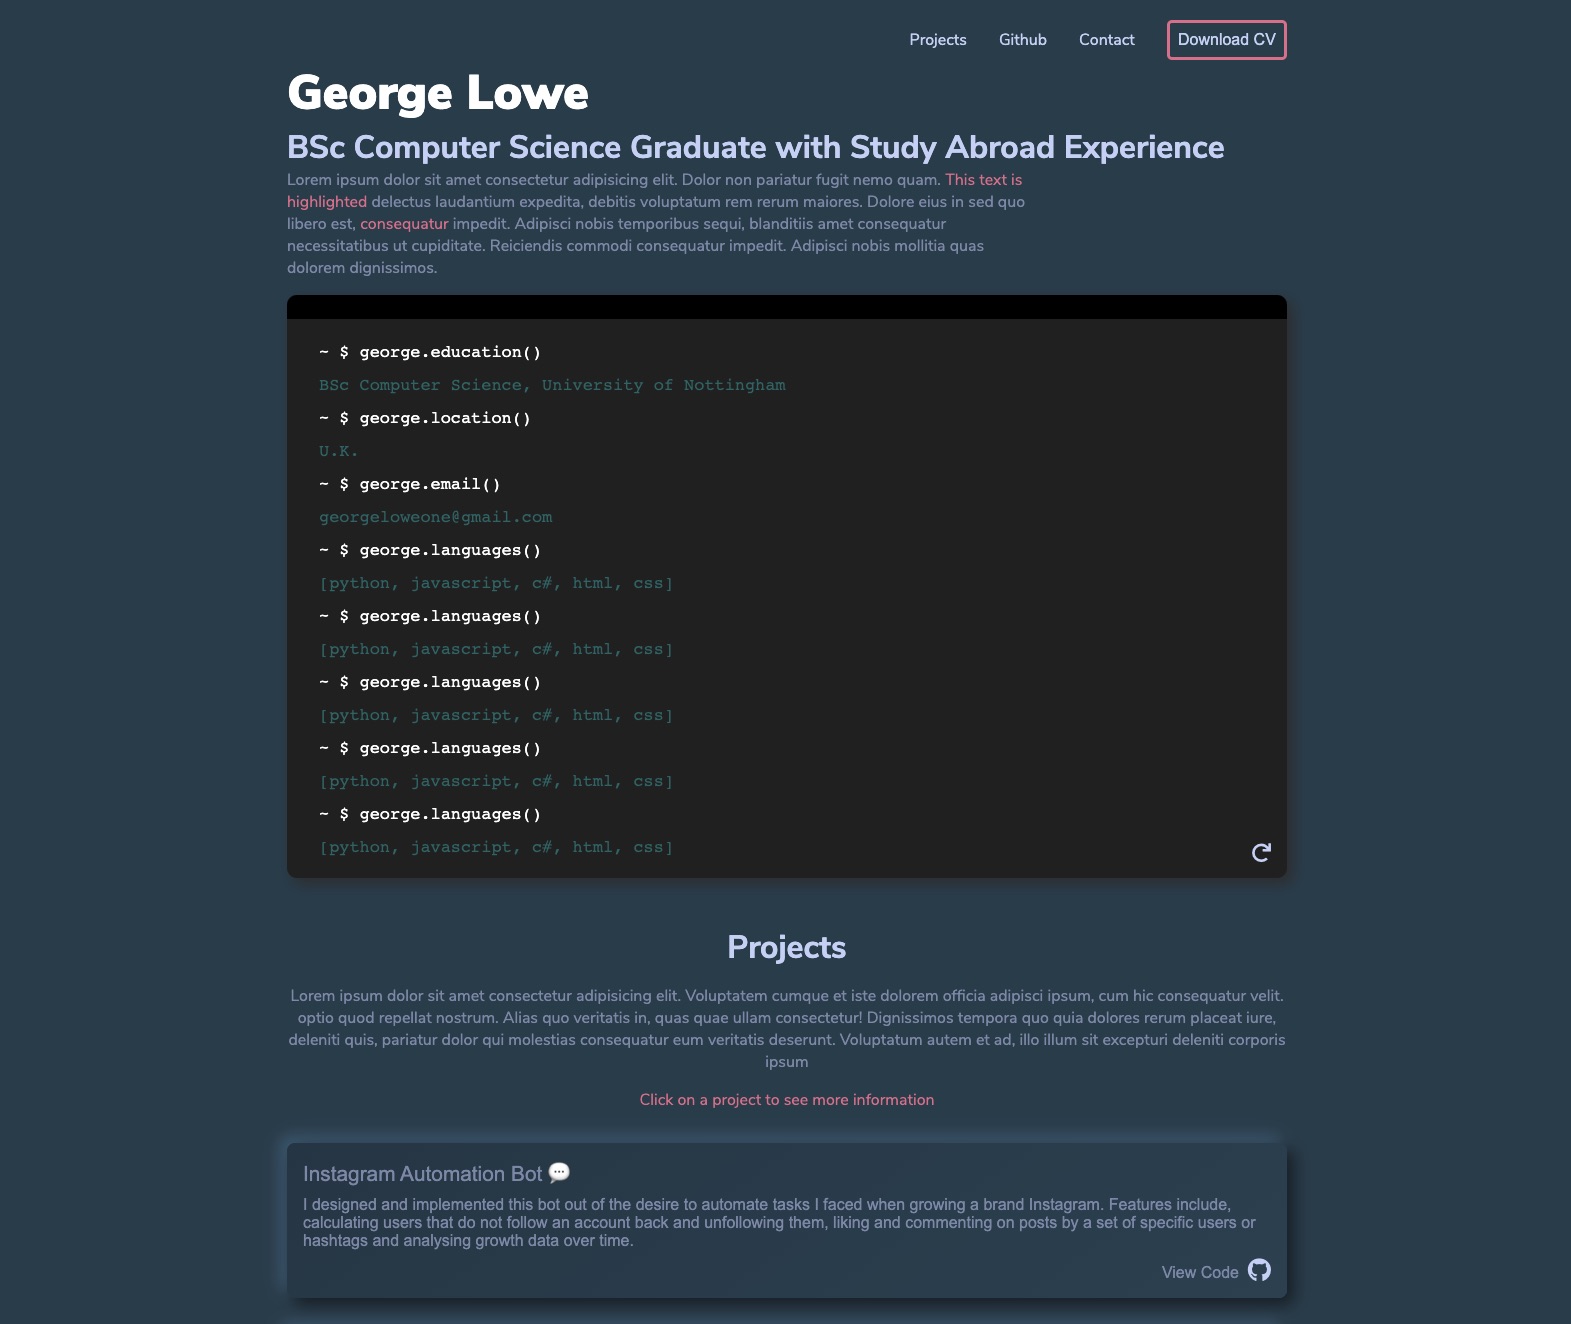 Projects Github Contact Download CV
George Lowe
BSc Computer Science Graduate with Study Abroad Experience
Lorem ipsum dolor sit amet consectetur adipisicing elit. Dolor non pariatur fugit nemo quam. This text is
highlighted delectus laudantium expedita, debitis voluptatum rem rerum maiores. Dolore eius in sed quo
libero est, consequatur impedit. Adipisci nobis temporibus sequi, blanditiis amet consequatur
necessitatibus ut cupiditate. Reiciendis commodi consequatur impedit. Adipisci nobis mollitia quas
dolorem dignissimos.
~ $ george.education()
BSc Computer Science, University of Nottingham
~ $ george.location()
U.K.
~ $ george.email()
georgeloweone@gmail.com
~ $ george.languages()
[python, javascript, c#, html, css]
~ $ george.languages()
[python, javascript, c#, html, css]
~ $ george.languages()
[python, javascript, c#, html, css]
~ $ george.languages()
[python, javascript, c#, html, css]
~ $ george.languages()
[python, javascript, c#, html, css]
Projects
Lorem ipsum dolor sit amet consectetur adipisicing elit. Voluptatem cumque et iste dolorem officia adipisci ipsum, cum hic consequatur velit.
optio quod repellat nostrum. Alias quo veritatis in, quas quae ullam consectetur! Dignissimos tempora quo quia dolores rerum placeat iure,
deleniti quis, pariatur dolor qui molestias consequatur eum veritatis deserunt. Voluptatum autem et ad, illo illum sit excepturi deleniti corporis
ipsum
Click on a project to see more information
Instagram Automation Bot 💬
I designed and implemented this bot out of the desire to automate tasks I faced when growing a brand Instagram. Features include,
calculating users that do not follow an account back and unfollowing them, liking and commenting on posts by a set of specific users or
hashtags and analysing growth data over time.
View Code